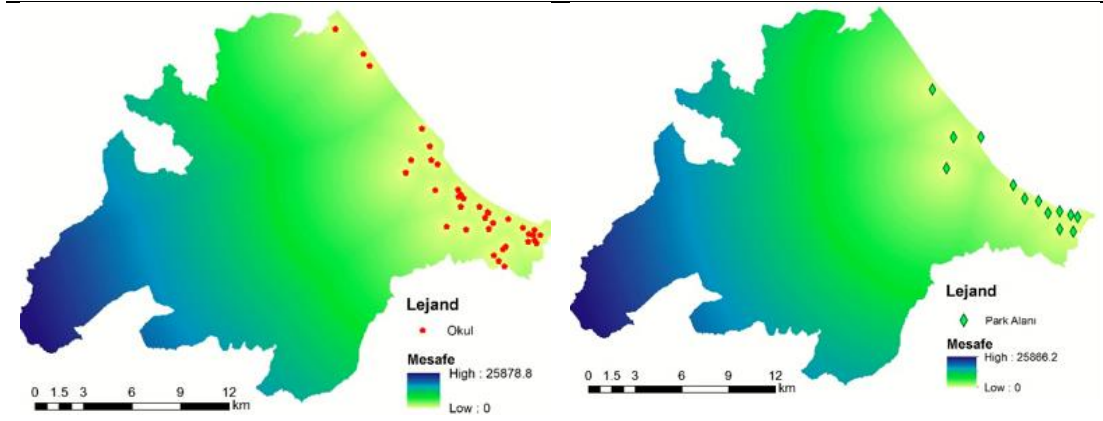 Lejand
Okul
Mesafe
High : 25878.8
Low : 0
0 1.5 3 6 9 12
km
Lejand
Park Alanı
Mesafe
High : 25866.2
Low : 0
0 1.5 3 6 9 12
km